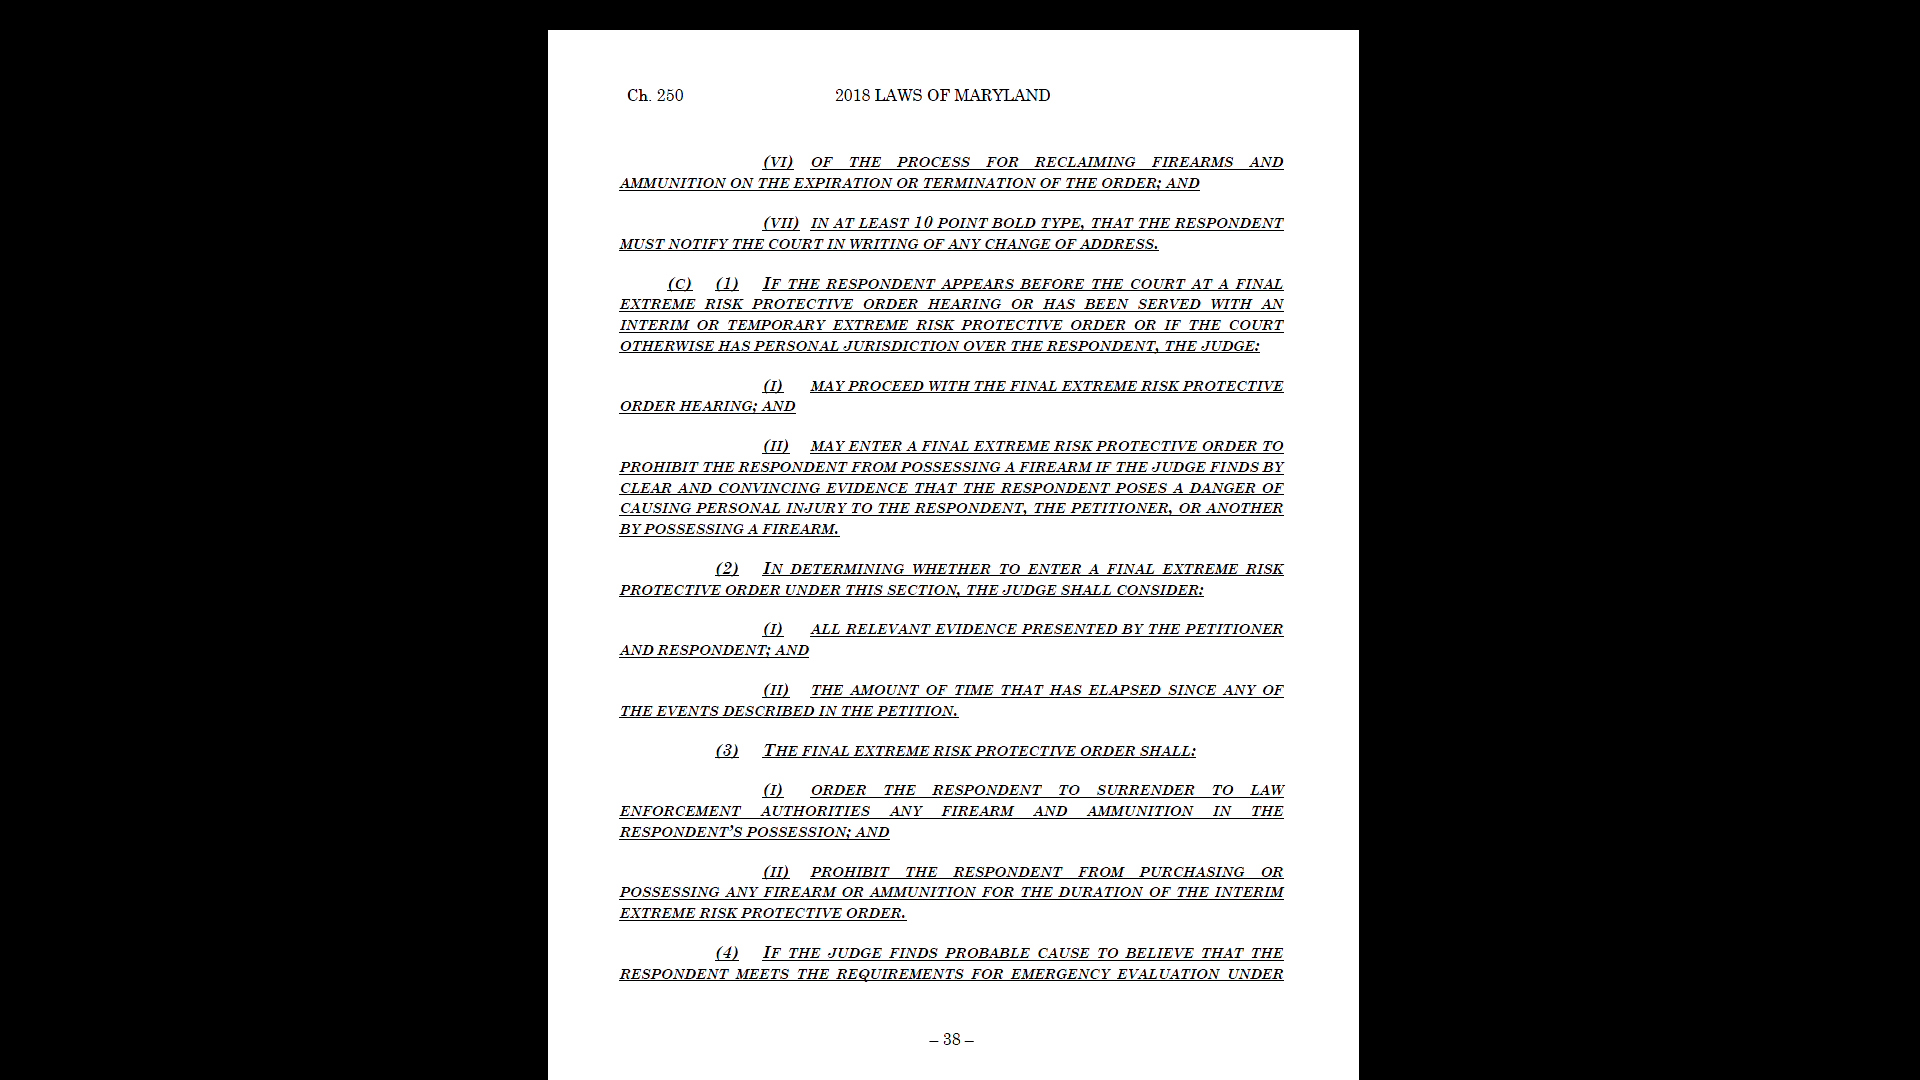 Ch. 250 2018 LAWS OF MARYLAND
(VI) OF THE PROCESS FOR RECLAIMING FIREARMS AND
AMMUNITION ON THE EXPIRATION OR TERMINATION OF THE ORDER; AND
(VII) IN AT LEAST 10 POINT BOLD TYPE, THAT THE RESPONDENT
MUST NOTIFY THE COURT IN WRITING OF ANY CHANGE OF ADDRESS.
(C) (1) IF THE RESPONDENT APPEARS BEFORE THE COURT AT A FINAL
EXTREME RISK PROTECTIVE ORDER HEARING OR HAS BEEN SERVED WITH AN
INTERIM OR TEMPORARY EXTREME RISK PROTECTIVE ORDER OR IF THE COURT
OTHERWISE HAS PERSONAL JURISDICTION OVER THE RESPONDENT, THE JUDGE:
(I) MAY PROCEED WITH THE FINAL EXTREME RISK PROTECTIVE
ORDER HEARING; AND
(II) MAY ENTER A FINAL EXTREME RISK PROTECTIVE ORDER TO
PROHIBIT THE RESPONDENT FROM POSSESSING A FIREARM IF THE JUDGE FINDS BY
CLEAR AND CONVINCING EVIDENCE THAT THE RESPONDENT POSES A DANGER OF
CAUSING PERSONAL INJURY TO THE RESPONDENT, THE PETITIONER, OR ANOTHER
BY POSSESSING A FIREARM.
(2) IN DETERMINING WHETHER TO ENTER A FINAL EXTREME RISK
PROTECTIVE ORDER UNDER THIS SECTION, THE JUDGE SHALL CONSIDER:
(I) ALL RELEVANT EVIDENCE PRESENTED BY THE PETITIONER
AND RESPONDENT; AND
(II) THE AMOUNT OF TIME THAT HAS ELAPSED SINCE ANY OF
THE EVENTS DESCRIBED IN THE PETITION.
(3) THE FINAL EXTREME RISK PROTECTIVE ORDER SHALL:
(I) ORDER THE RESPONDENT TO SURRENDER TO LAW
ENFORCEMENT AUTHORITIES ANY FIREARM AND AMMUNITION IN THE
RESPONDENT'S POSSESSION; AND
(II) PROHIBIT THE RESPONDENT FROM PURCHASING OR
POSSESSING ANY FIREARM OR AMMUNITION FOR THE DURATION OF THE INTERIM
EXTREME RISK PROTECTIVE ORDER.
(4) IF THE JUDGE FINDS PROBABLE CAUSE TO BELIEVE THAT THE
RESPONDENT MEETS THE REQUIREMENTS FOR EMERGENCY EVALUATION UNDER
– 38 –